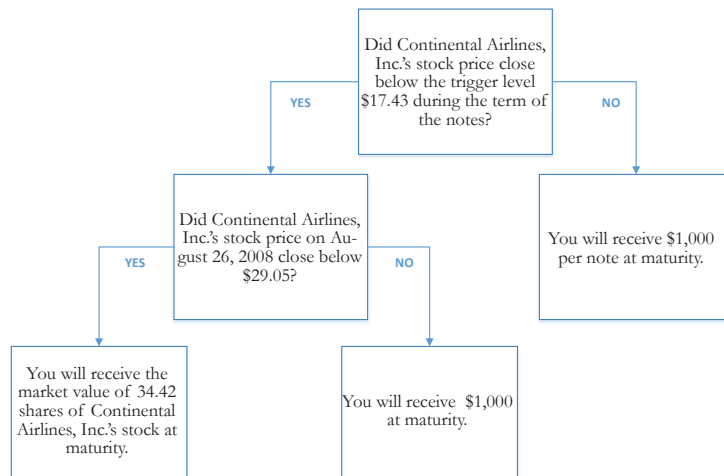 Did Continental Airlines,
Inc.'s stock price close
below the trigger level
$17.43 during the term of
the notes?
YES
NO
Did Continental Airlines,
Inc.'s stock price on Au-
gust 26, 2008 close below
$29.05?
You will receive $1,000
per note at maturity.
YES
NO
You will receive the
market value of 34.42
shares of Continental
Airlines, Inc.'s stock at
maturity.
You will receive $1,000
at maturity.